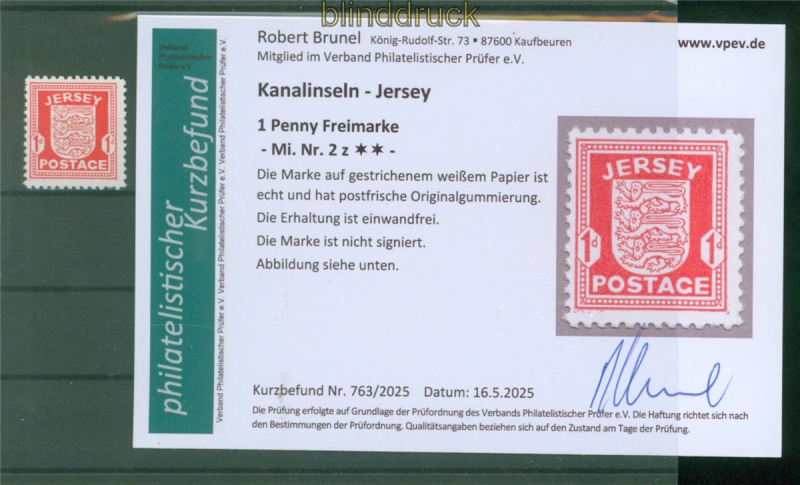 blinddruck
JERSEY
1d 1d
POSTAGE
Verband
Philatelistischer
Prüfer e.V.
philatelistischer
Kurzbefund
Verband Philatelistischer Prüfer e.V. Verband Philatelistischer Prüfer e.V. Verband Philatelistischer Prüfer e.V.
Robert Brunel König-Rudolf-Str. 73 ▪ 87600 Kaufbeuren
Mitglied im Verband Philatelistischer Prüfer e.V.
www.vpev.de
Kanalinseln - Jersey
1 Penny Freimarke
- Mi. Nr. 2 z ✶✶ -
Die Marke auf gestrichenem weißem Papier ist
echt und hat postfrische Originalgummierung.
Die Erhaltung ist einwandfrei.
Die Marke ist nicht signiert.
Abbildung siehe unten.
JERSEY
1d 1d
POSTAGE
Kurzbefund Nr. 763/2025 Datum: 16.5.2025
Die Prüfung erfolgte auf Grundlage der Prüfordnung des Verbands Philatelistischer Prüfer e.V. Die Haftung richtet sich nach
den Bestimmungen der Prüfordnung. Qualitätsangaben beziehen sich auf den Zustand am Tage der Prüfung.